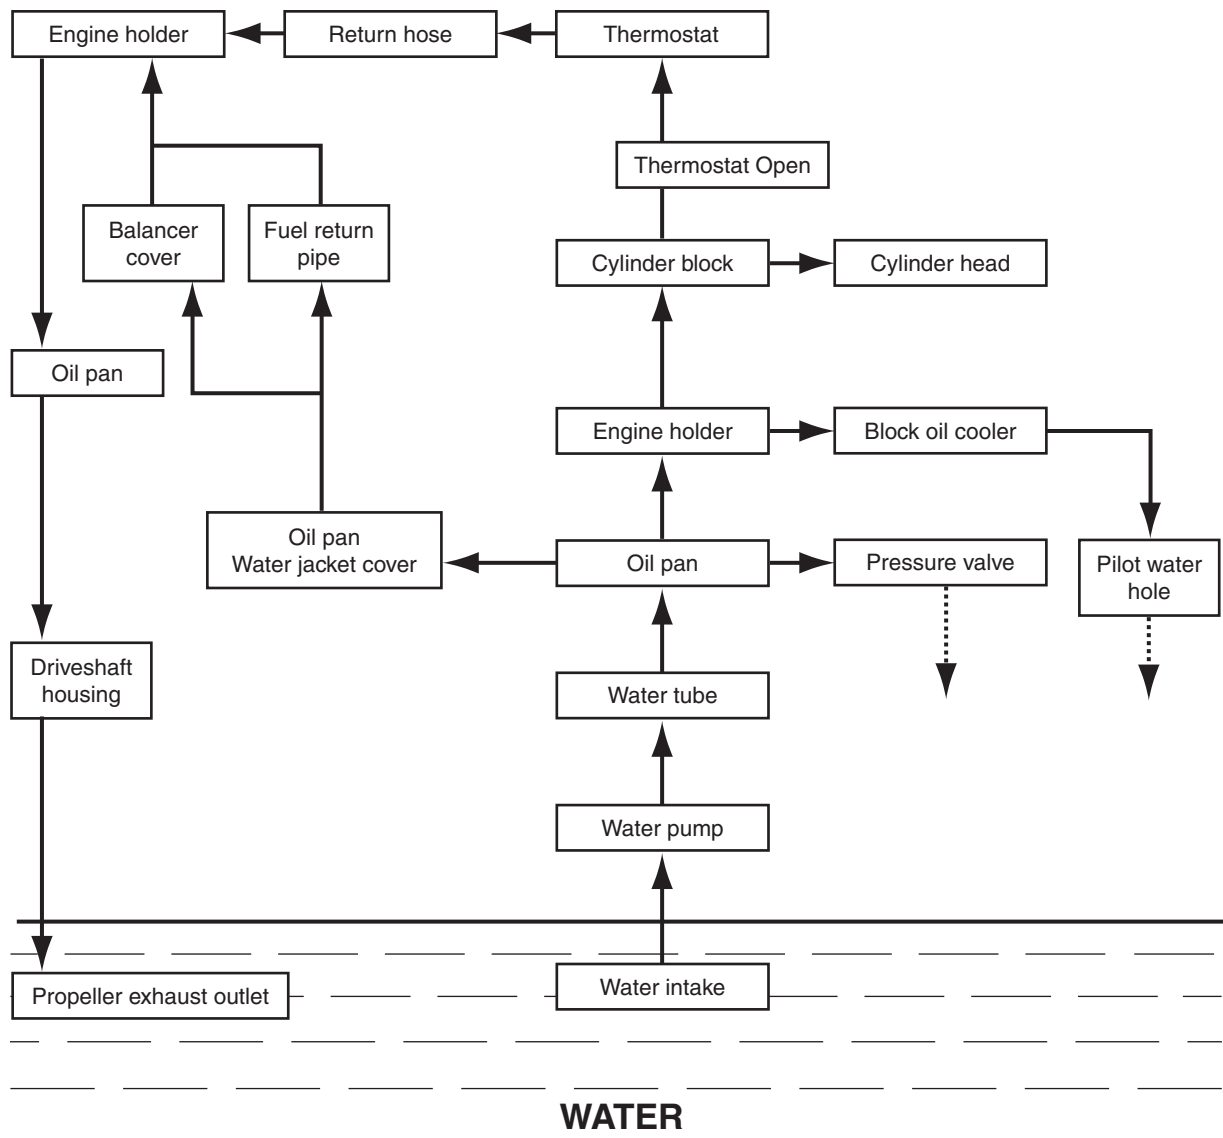 Engine holder
Return hose
Thermostat
Thermostat Open
Balancer
cover
Fuel return
pipe
Cylinder block
Cylinder head
Oil pan
Engine holder
Block oil cooler
Oil pan
Water jacket cover
Oil pan
Pressure valve
Pilot water
hole
Driveshaft
housing
Water tube
Water pump
Propeller exhaust outlet
Water intake
WATER